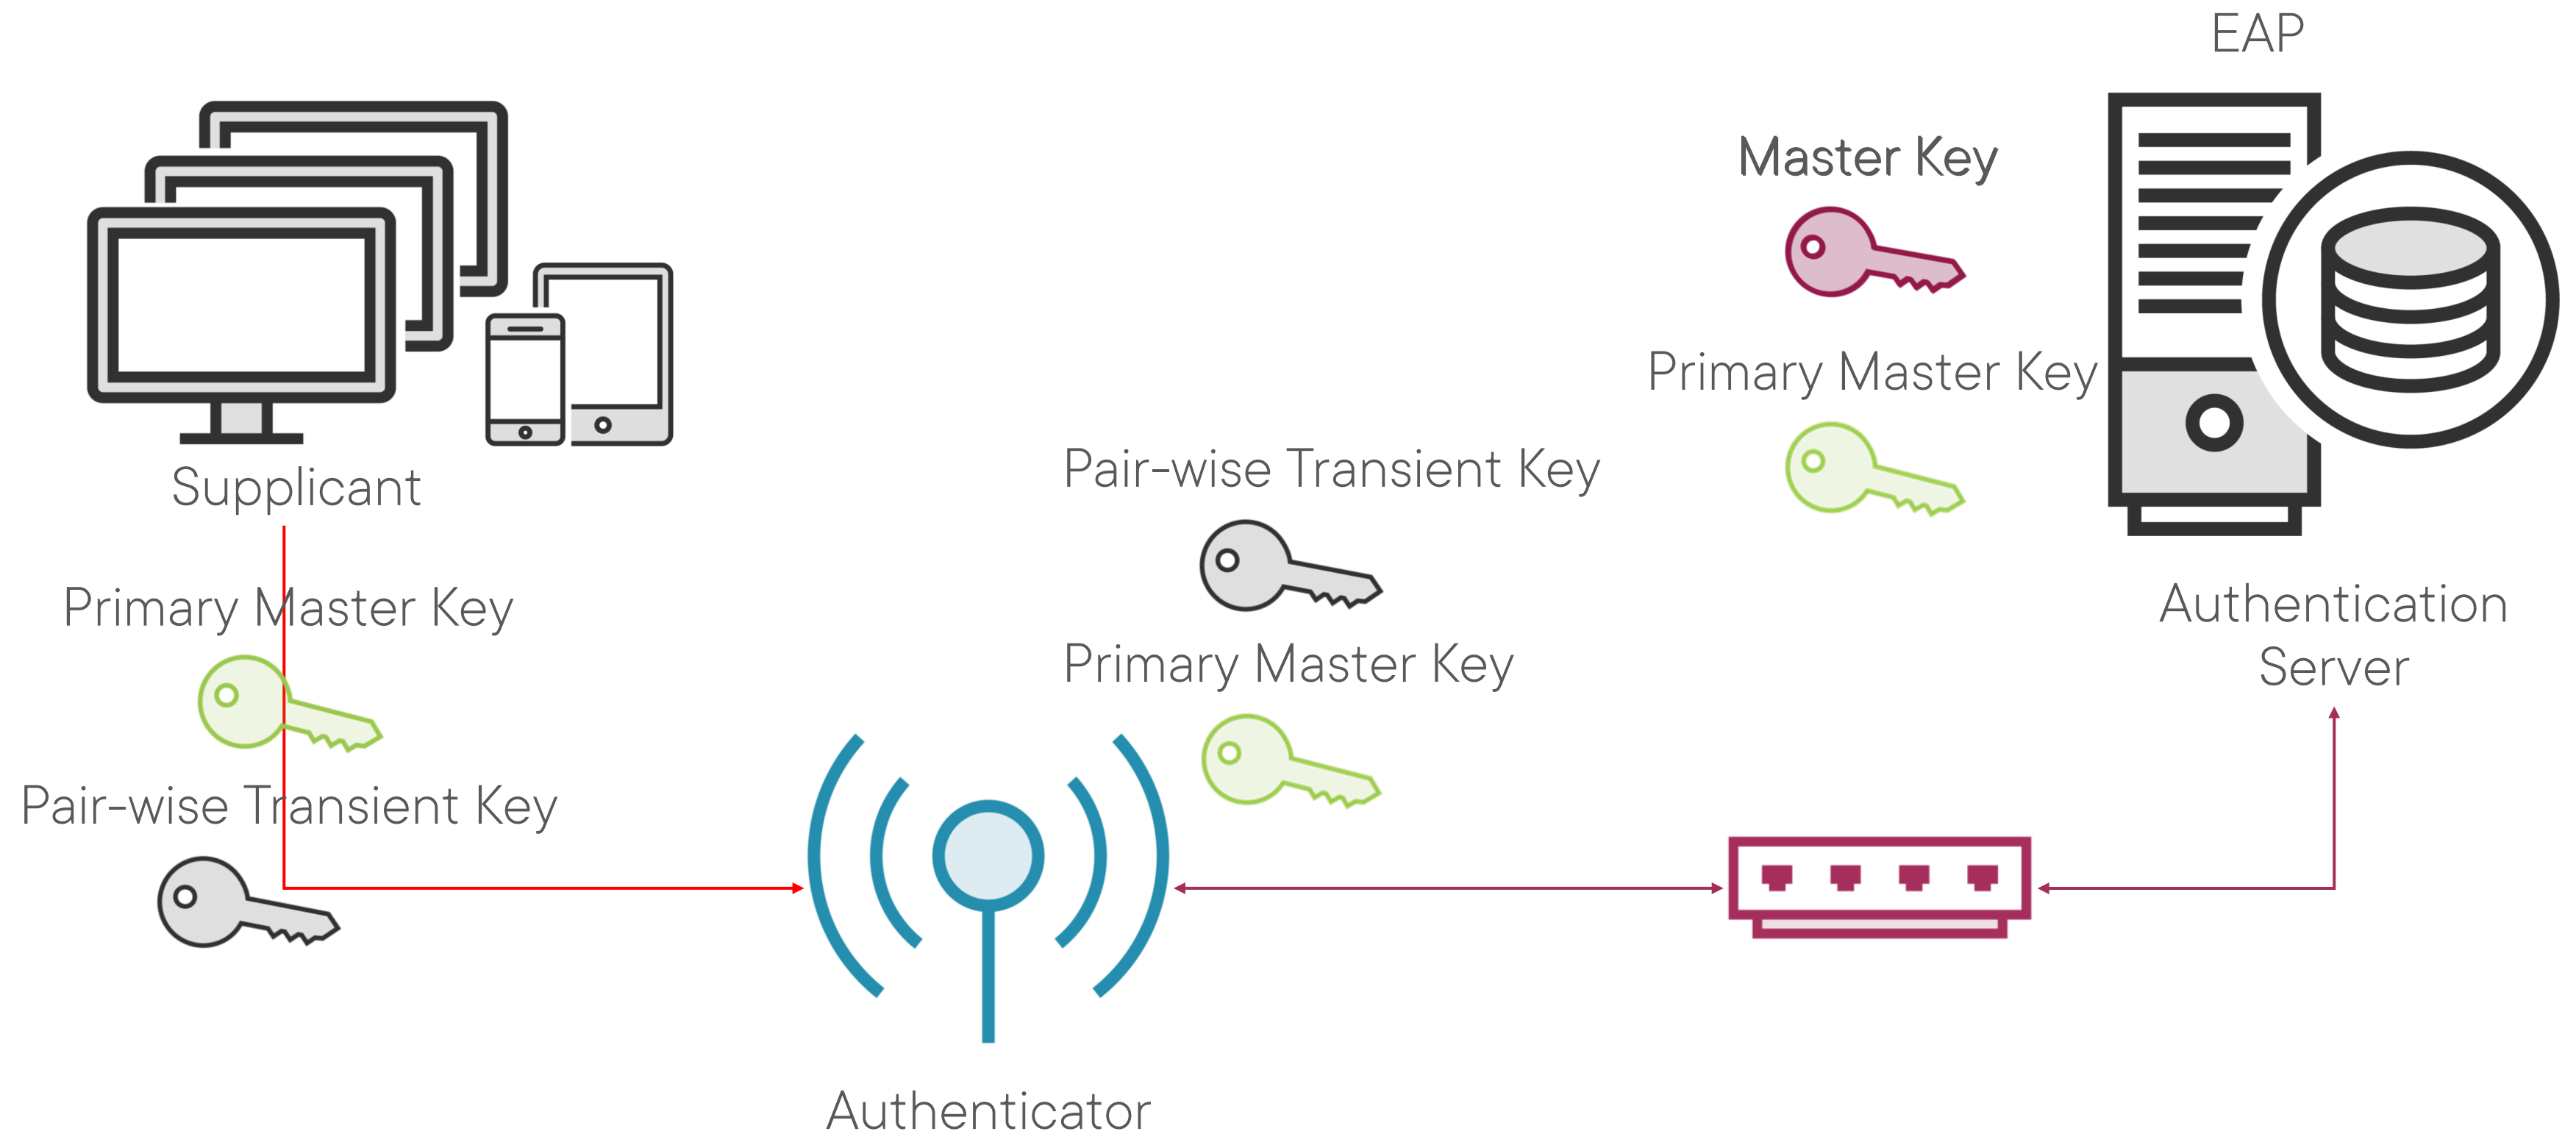 EAP
Master Key
Primary Master Key
Pair-wise Transient Key
Primary Master Key
Supplicant
Primary Master Key
Pair-wise Transient Key
Authentication
Server
Authenticator